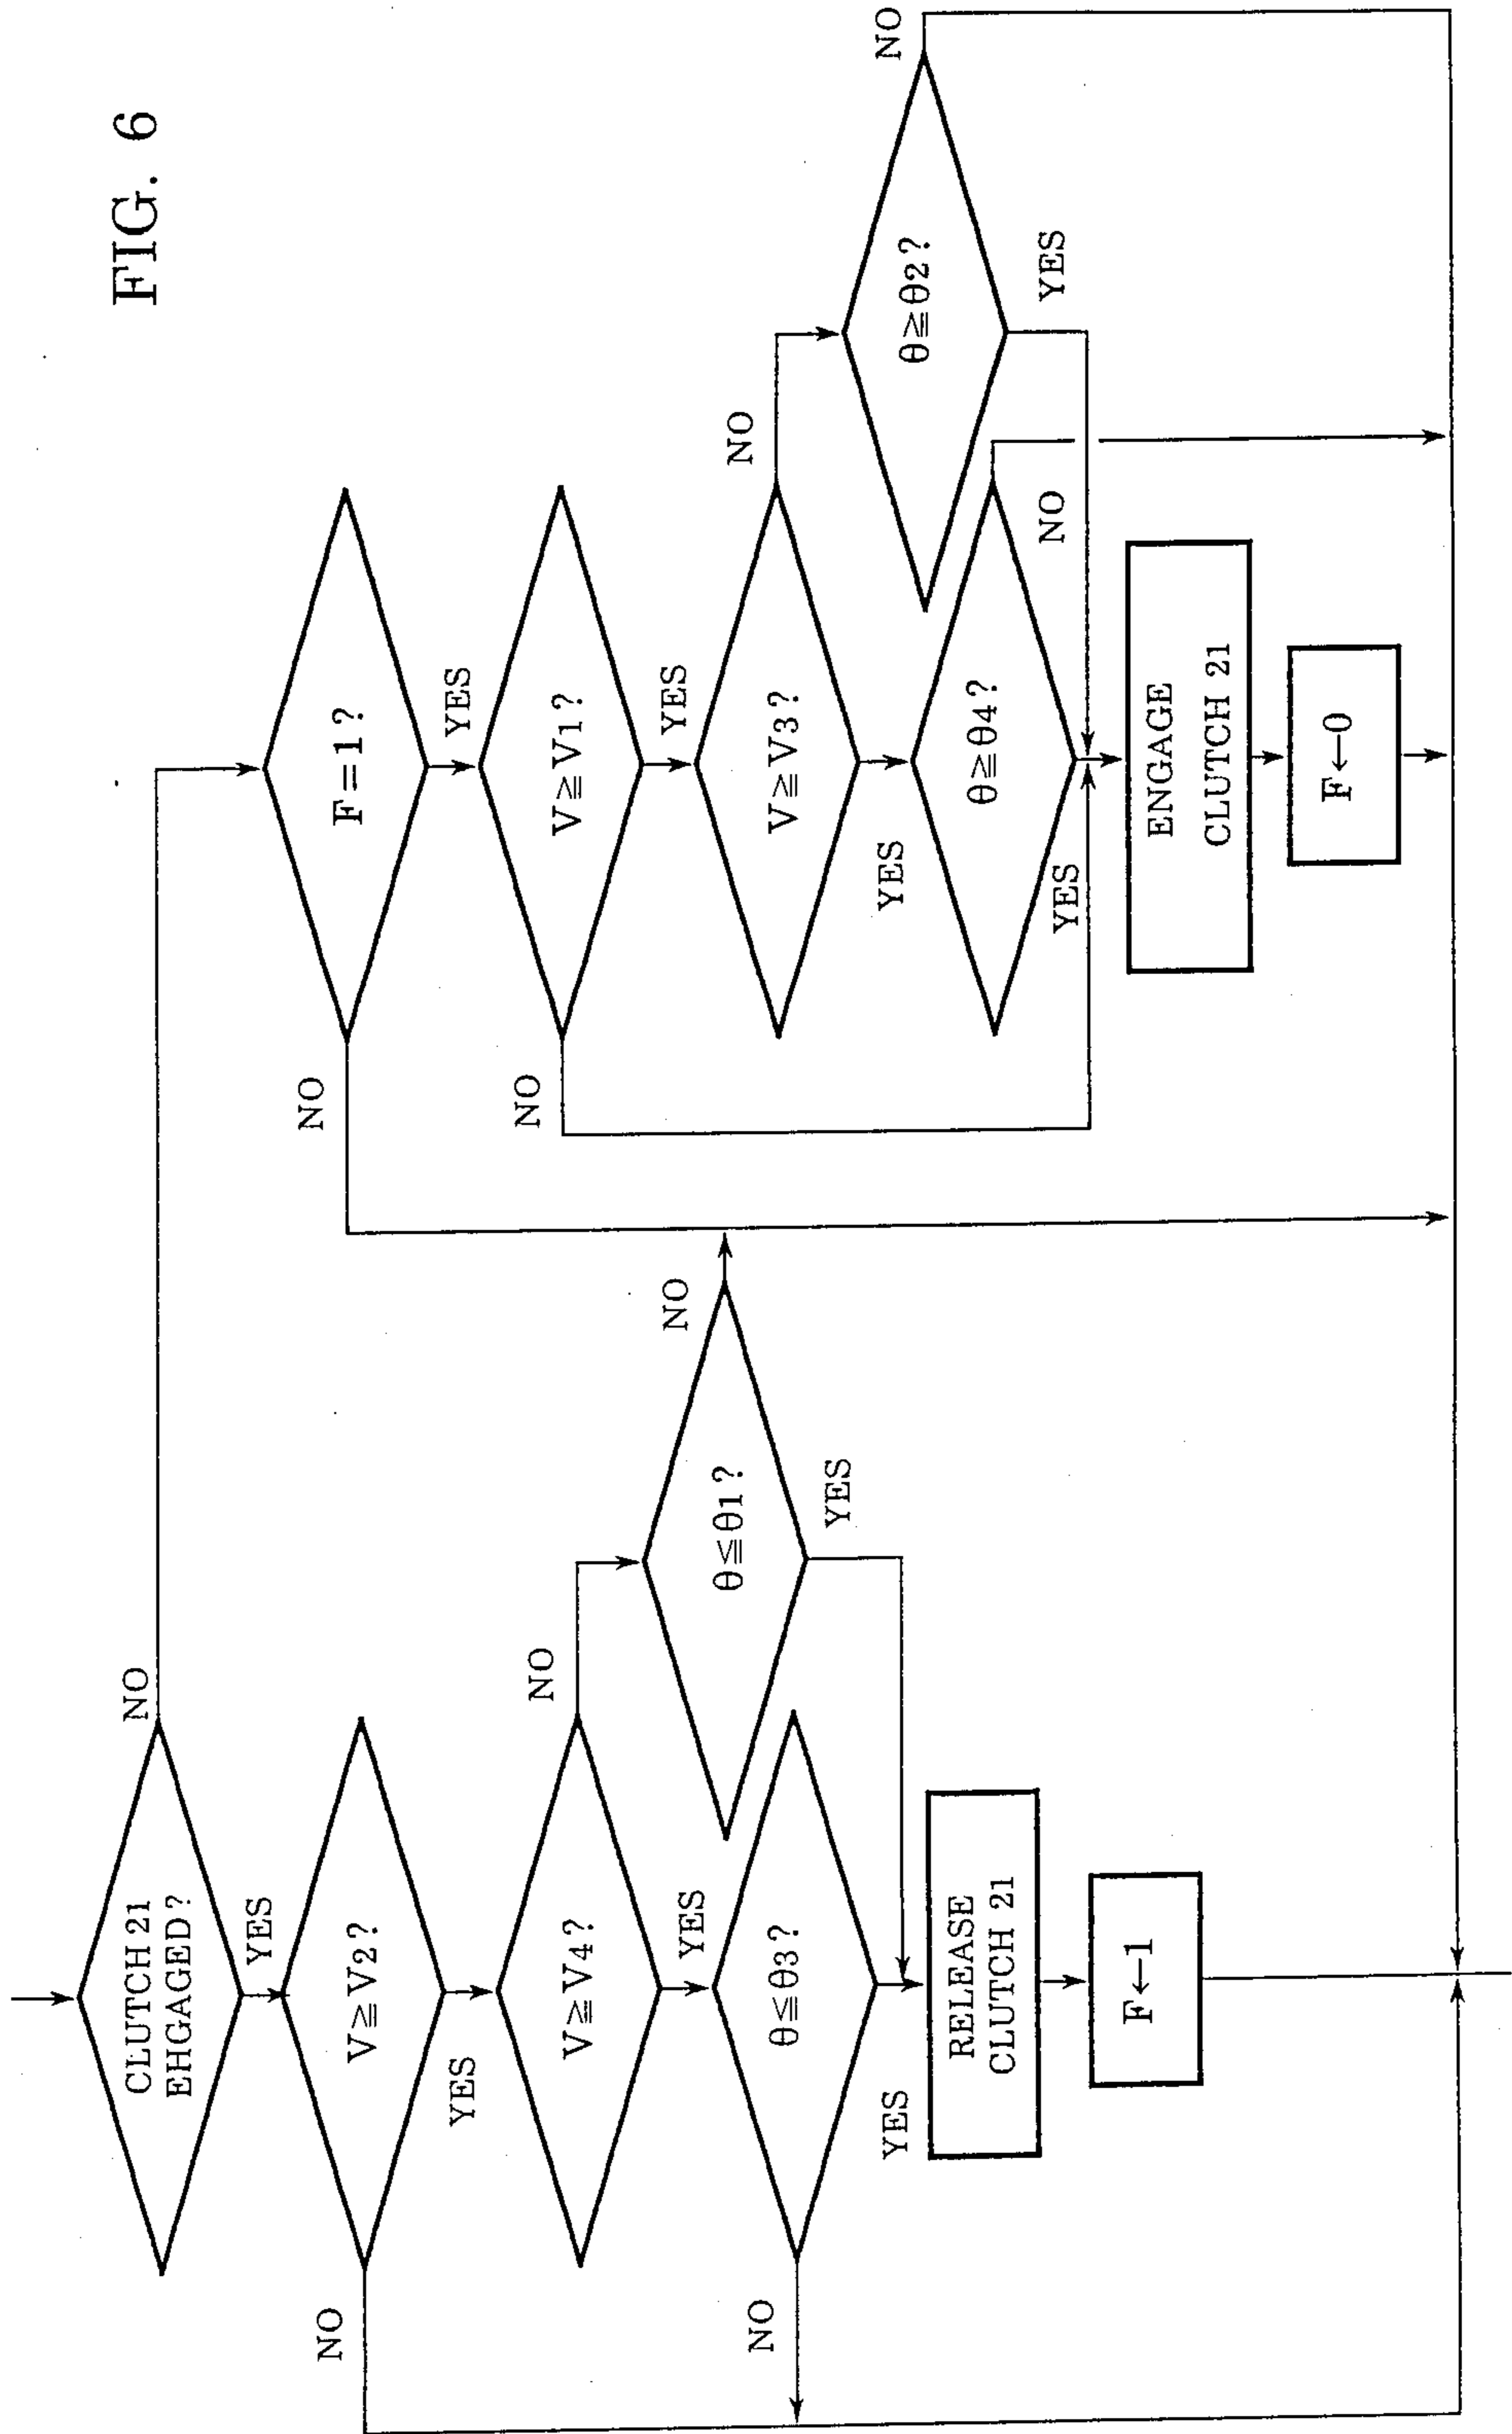 FIG. 6
CLUTCH 21
EHGAGED?
NO
YES
V≧V2?
NO
YES
V≧V4?
NO
YES
θ≦θ1?
NO
YES
θ≦θ3?
NO
YES
RELEASE
CLUTCH 21
F←1
F=1?
NO
YES
V≧V1?
NO
YES
V≧V3?
NO
YES
θ≧θ2?
NO
YES
θ≧θ4?
NO
YES
ENGAGE
CLUTCH 21
F←0